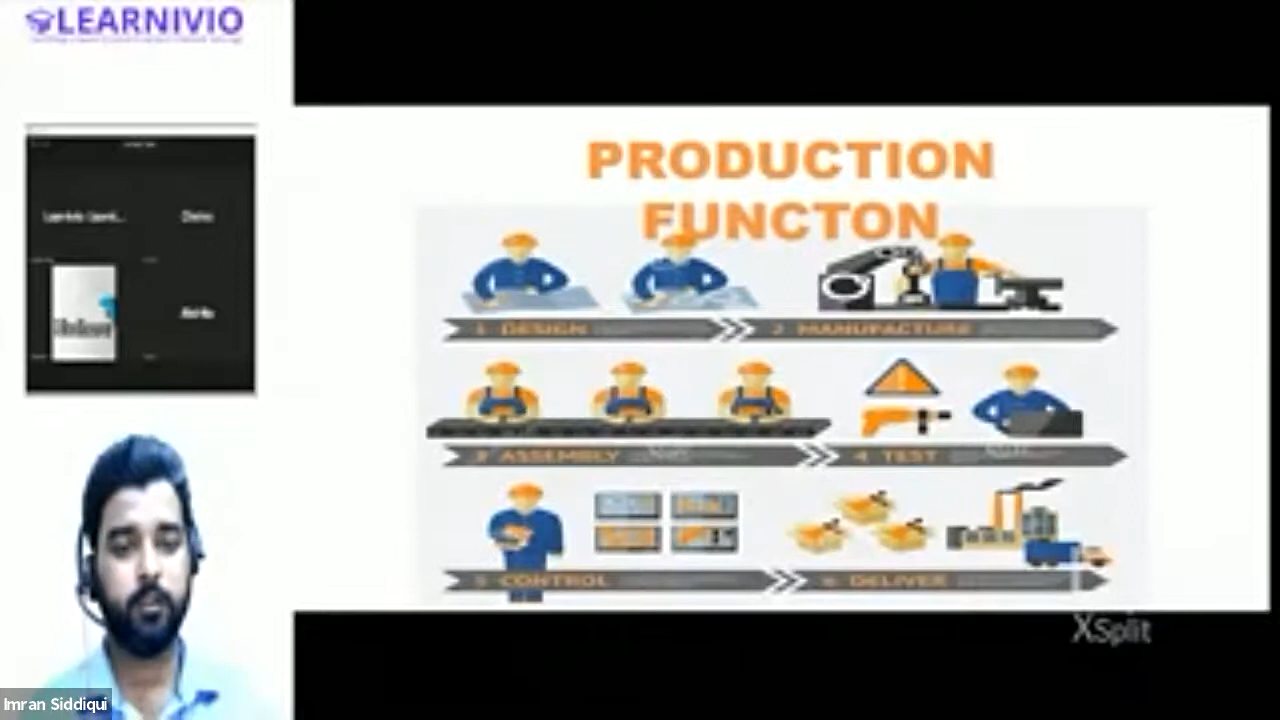 LEARNIVIO
PRODUCTION
FUNCTON
1 DESIGN
2 MANUFACTURE
3 ASSEMBLY
4 TEST
5 CONTROL
6 DELIVER
XSplit
Imran Siddiqui